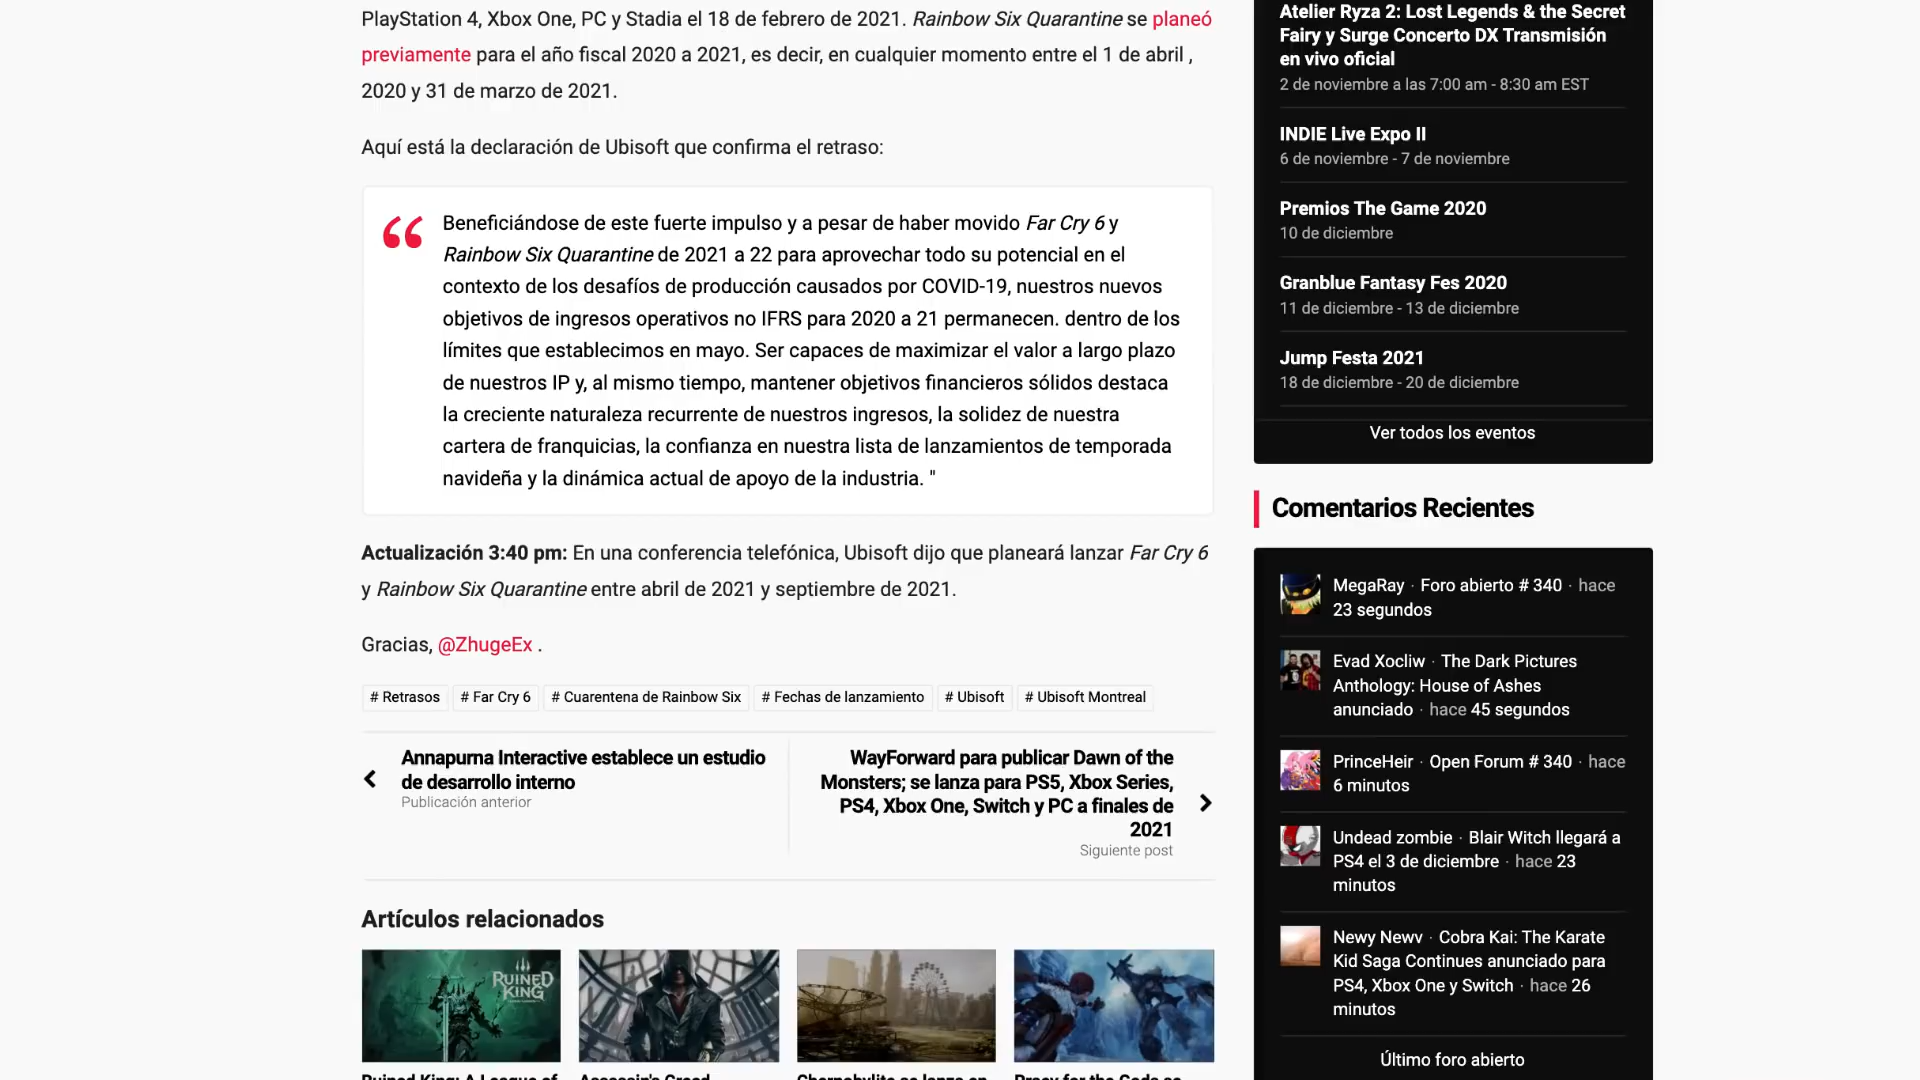 PlayStation 4, Xbox One, PC y Stadia el 18 de febrero de 2021. Rainbow Six Quarantine se planeó
previamente para el año fiscal 2020 a 2021, es decir, en cualquier momento entre el 1 de abril ,
2020 y 31 de marzo de 2021.
Aquí está la declaración de Ubisoft que confirma el retraso:
“ Beneficiándose de este fuerte impulso y a pesar de haber movido Far Cry 6 y
Rainbow Six Quarantine de 2021 a 22 para aprovechar todo su potencial en el
contexto de los desafíos de producción causados por COVID-19, nuestros nuevos
objetivos de ingresos operativos no IFRS para 2020 a 21 permanecen. dentro de los
límites que establecimos en mayo. Ser capaces de maximizar el valor a largo plazo
de nuestros IP y, al mismo tiempo, mantener objetivos financieros sólidos destaca
la creciente naturaleza recurrente de nuestros ingresos, la solidez de nuestra
cartera de franquicias, la confianza en nuestra lista de lanzamientos de temporada
navideña y la dinámica actual de apoyo de la industria. "
Actualización 3:40 pm: En una conferencia telefónica, Ubisoft dijo que planeará lanzar Far Cry 6
y Rainbow Six Quarantine entre abril de 2021 y septiembre de 2021.
Gracias, @ZhugeEx .
# Retrasos # Far Cry 6 # Cuarentena de Rainbow Six # Fechas de lanzamiento # Ubisoft # Ubisoft Montreal
Annapurna Interactive establece un estudio
de desarrollo interno
Publicación anterior
WayForward para publicar Dawn of the
Monsters; se lanza para PS5, Xbox Series,
PS4, Xbox One, Switch y PC a finales de
2021
Siguiente post
Artículos relacionados
RUINED
KING
Ruined King: A League of
Assassin's Creed
Chernobylite se lanza en
Praey for the Gods se
Atelier Ryza 2: Lost Legends & the Secret
Fairy y Surge Concerto DX Transmisión
en vivo oficial
2 de noviembre a las 7:00 am - 8:30 am EST
INDIE Live Expo II
6 de noviembre - 7 de noviembre
Premios The Game 2020
10 de diciembre
Granblue Fantasy Fes 2020
11 de diciembre - 13 de diciembre
Jump Festa 2021
18 de diciembre - 20 de diciembre
Ver todos los eventos
Comentarios Recientes
MegaRay · Foro abierto # 340 · hace
23 segundos
Evad Xocliw · The Dark Pictures
Anthology: House of Ashes
anunciado · hace 45 segundos
PrinceHeir · Open Forum # 340 · hace
6 minutos
Undead zombie · Blair Witch llegará a
PS4 el 3 de diciembre · hace 23
minutos
Newy Newv · Cobra Kai: The Karate
Kid Saga Continues anunciado para
PS4, Xbox One y Switch · hace 26
minutos
Último foro abierto